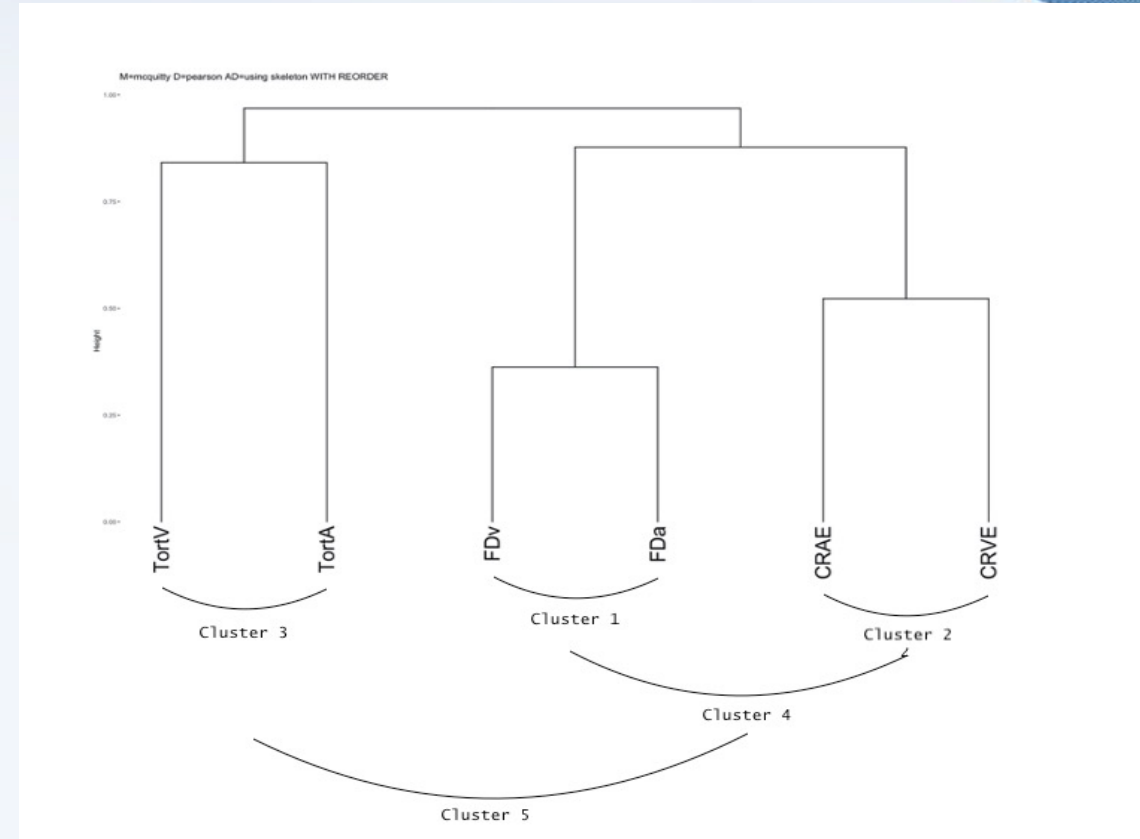 M=mcquitty D=pearson AD=using skeleton WITH REORDER
1.00
0.75
0.50
Height
0.25
0.00
TortV TortA FDv FDa CRAE CRVE
Cluster 3 Cluster 1 Cluster 2
Cluster 4
Cluster 5